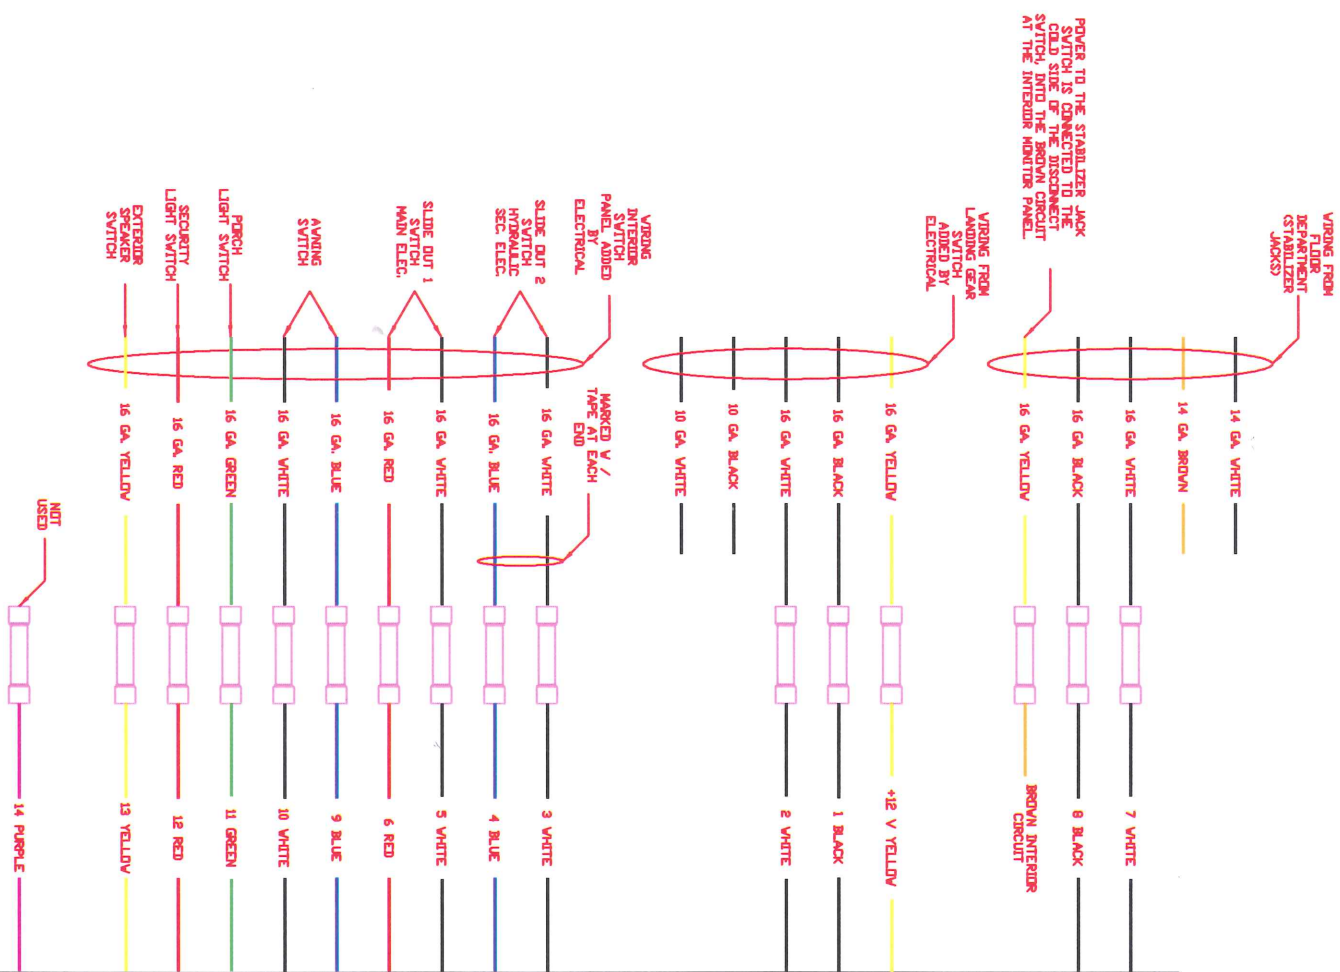 WIRING FROM
FLOOR
DEPARTMENT
(STABILIZER
JACKS)
POWER TO THE STABILIZER JACK
SWITCH IS CONNECTED TO THE
COLD SIDE OF THE DISCONNECT
SWITCH, INTO THE BROWN CIRCUIT
AT THE INTERIOR MONITOR PANEL.
14 GA. WHITE
14 GA. BROWN
16 GA. WHITE
7 WHITE
16 GA. BLACK
8 BLACK
16 GA. YELLOW
BROWN INTERIOR
CIRCUIT
WIRING FROM
LANDING GEAR
SWITCH
ADDED BY
ELECTRICAL
16 GA. YELLOW
+12 V YELLOW
16 GA. BLACK
1 BLACK
16 GA. WHITE
2 WHITE
10 GA. BLACK
10 GA. WHITE
WIRING
INTERIOR
SWITCH
PANEL ADDED
BY
ELECTRICAL
MARKED W /
TAPE AT EACH
END
SLIDE OUT 2
SWITCH
HYDRAULIC
SEC. ELEC.
16 GA. WHITE
3 WHITE
16 GA. BLUE
4 BLUE
SLIDE OUT 1
SWITCH
MAIN ELEC.
16 GA. WHITE
5 WHITE
16 GA. RED
6 RED
AWNING
SWITCH
16 GA. BLUE
9 BLUE
16 GA. WHITE
10 WHITE
PORCH
LIGHT SWITCH
16 GA. GREEN
11 GREEN
SECURITY
LIGHT SWITCH
16 GA. RED
12 RED
EXTERIOR
SPEAKER
SWITCH
16 GA. YELLOW
13 YELLOW
NOT
USED
14 PURPLE